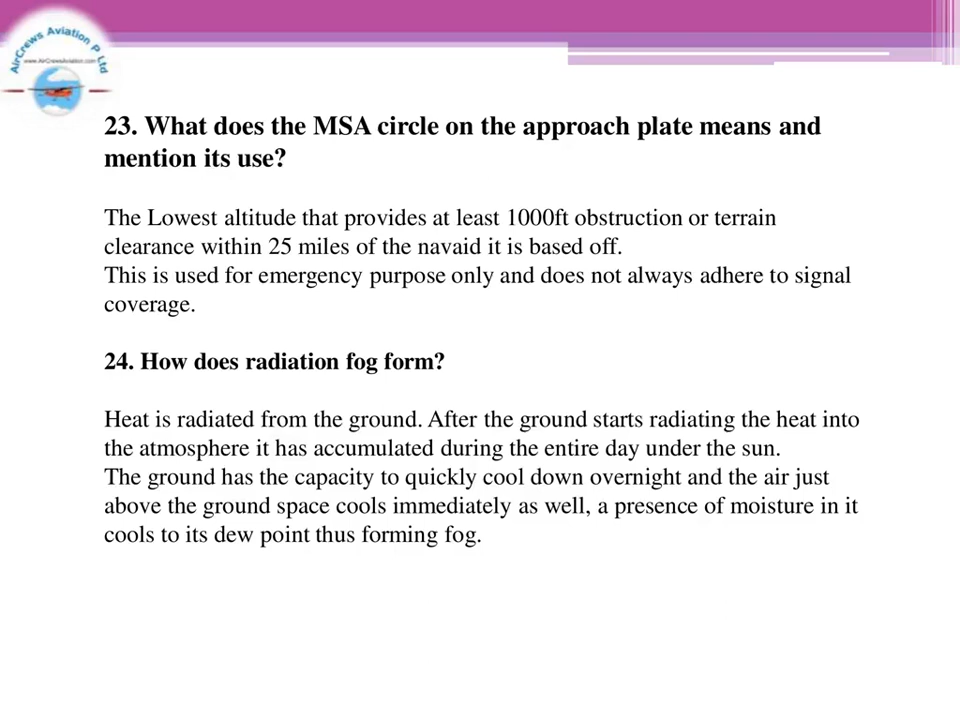 AirCrews Aviation P Ltd
www.AirCrewsAviation.com
23. What does the MSA circle on the approach plate means and
mention its use?
The Lowest altitude that provides at least 1000ft obstruction or terrain
clearance within 25 miles of the navaid it is based off.
This is used for emergency purpose only and does not always adhere to signal
coverage.
24. How does radiation fog form?
Heat is radiated from the ground. After the ground starts radiating the heat into
the atmosphere it has accumulated during the entire day under the sun.
The ground has the capacity to quickly cool down overnight and the air just
above the ground space cools immediately as well, a presence of moisture in it
cools to its dew point thus forming fog.